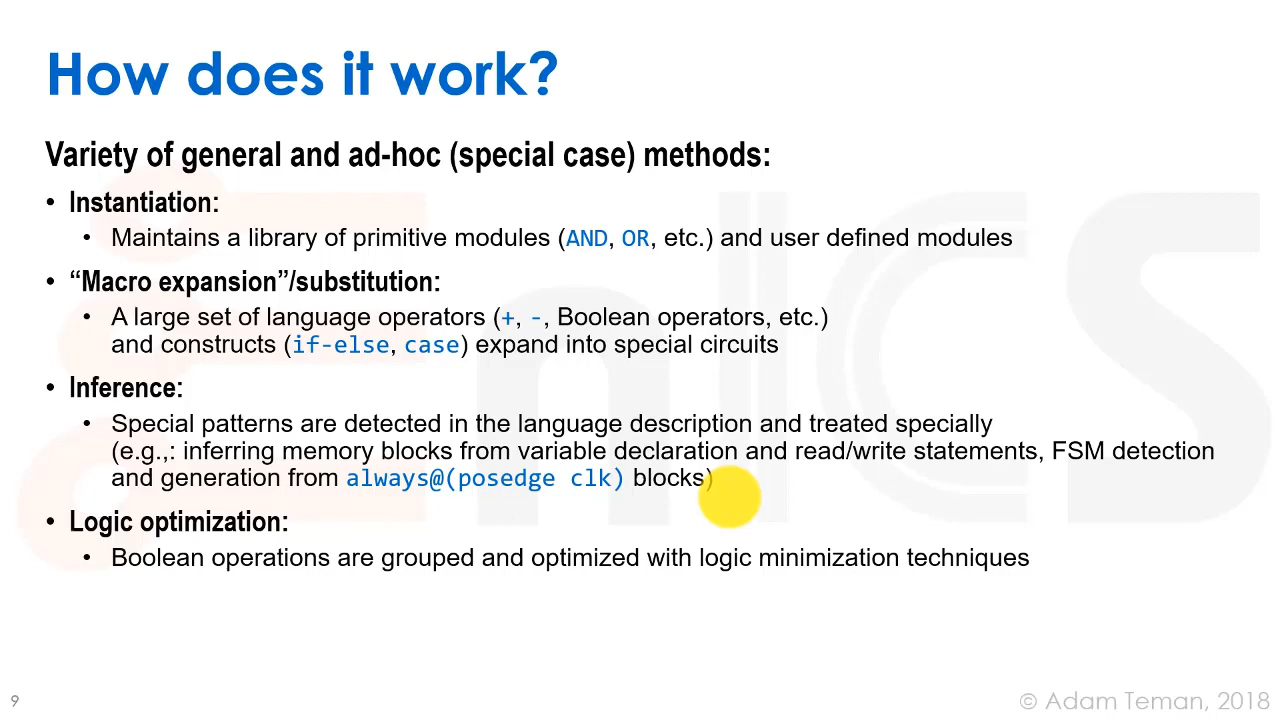 How does it work?
Variety of general and ad-hoc (special case) methods:
• Instantiation:
• Maintains a library of primitive modules (AND, OR, etc.) and user defined modules
• “Macro expansion”/substitution:
• A large set of language operators (+, -, Boolean operators, etc.)
and constructs (if-else, case) expand into special circuits
• Inference:
• Special patterns are detected in the language description and treated specially
(e.g.,: inferring memory blocks from variable declaration and read/write statements, FSM detection
and generation from always@(posedge clk) blocks)
• Logic optimization:
• Boolean operations are grouped and optimized with logic minimization techniques
9
© Adam Teman, 2018
EnICS